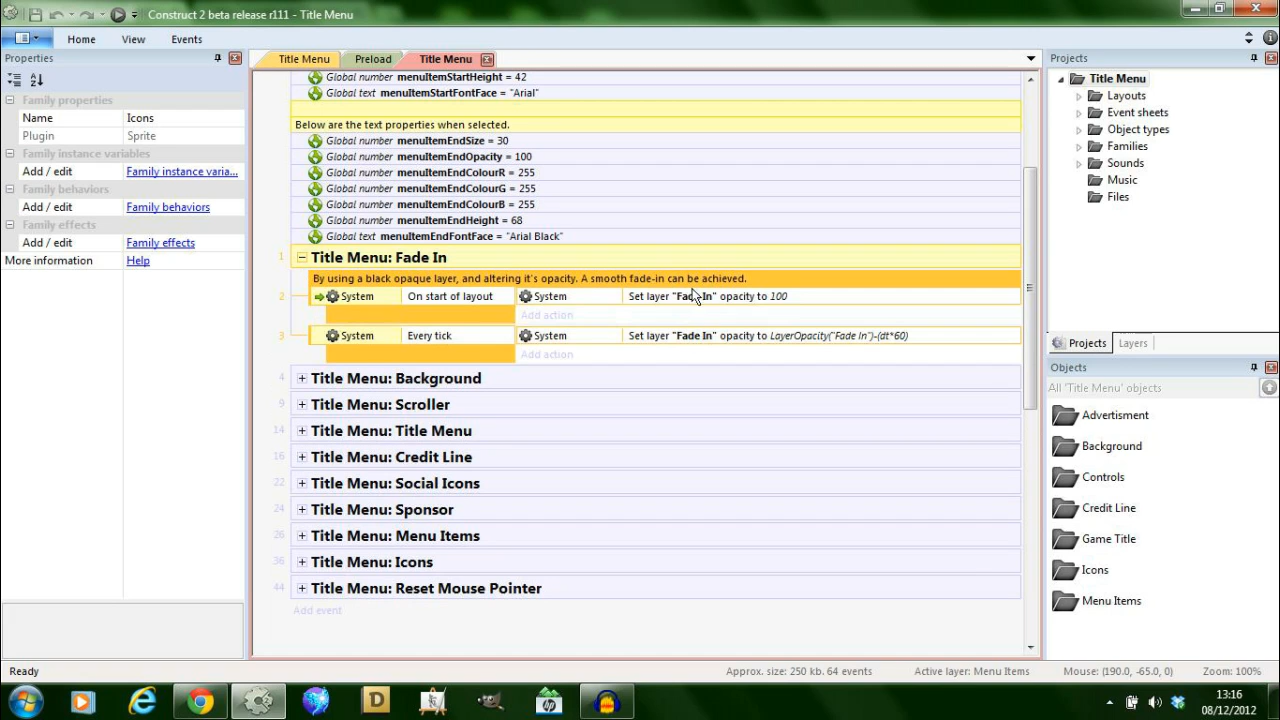 Construct 2 beta release r111 - Title Menu
Home View Events
Properties
Title Menu Preload Title Menu
Projects
Family properties
Name Icons
Plugin Sprite
Family instance variables
Add / edit Family instance varia...
Family behaviors
Add / edit Family behaviors
Family effects
Add / edit Family effects
More information Help
Global number menuItemStartHeight = 42
Global text menuItemStartFontFace = "Arial"
Below are the text properties when selected.
Global number menuItemEndSize = 30
Global number menuItemEndOpacity = 100
Global number menuItemEndColourR = 255
Global number menuItemEndColourG = 255
Global number menuItemEndColourB = 255
Global number menuItemEndHeight = 68
Global text menuItemEndFontFace = "Arial Black"
1 Title Menu: Fade In
By using a black opaque layer, and altering it's opacity. A smooth fade-in can be achieved.
2 System On start of layout System Set layer "Fade In" opacity to 100
Add action
3 System Every tick System Set layer "Fade In" opacity to LayerOpacity("Fade In")-(dt*60)
Add action
4 Title Menu: Background
9 Title Menu: Scroller
14 Title Menu: Title Menu
16 Title Menu: Credit Line
22 Title Menu: Social Icons
24 Title Menu: Sponsor
26 Title Menu: Menu Items
36 Title Menu: Icons
44 Title Menu: Reset Mouse Pointer
Add event
Title Menu
Layouts
Event sheets
Object types
Families
Sounds
Music
Files
Projects Layers
Objects
All 'Title Menu' objects
Advertisment
Background
Controls
Credit Line
Game Title
Icons
Menu Items
Ready
Approx. size: 250 kb. 64 events Active layer: Menu Items Mouse: (190.0, -65.0, 0) Zoom: 100%
13:16
08/12/2012